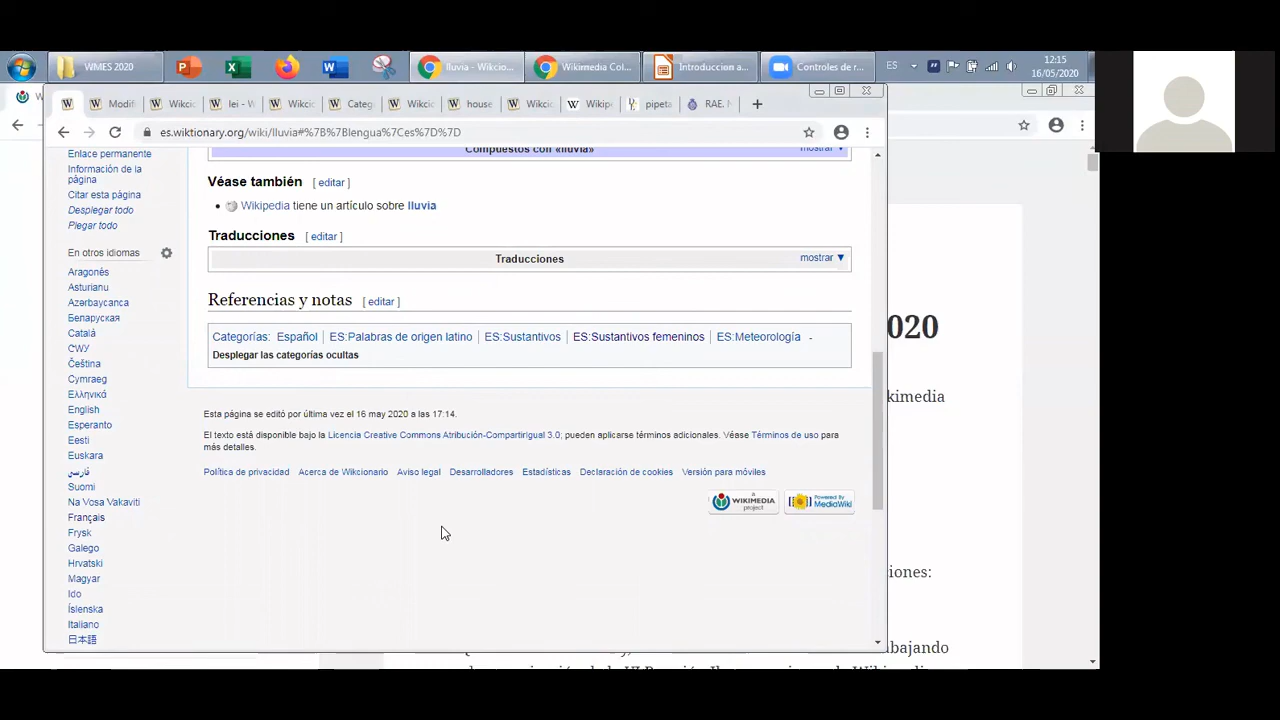 WMES 2020
lluvia - Wikcio...
Wikimedia Col...
Introduccion a...
Controles de r...
ES
12:15
16/05/2020
Modifi
Wikcio
lei -
Wikcio
Categ
Wikcio
house
Wikcio
Wikipe
pipeta
RAE.
es.wiktionary.org/wiki/lluvia#%7B%7Blengua%7Ces%7D%7D
Enlace permanente
Información de la
página
Citar esta página
Desplegar todo
Plegar todo
En otros idiomas
Aragonés
Asturianu
Azərbaycanca
Беларуская
Català
ᏣᎳᎩ
Čeština
Cymraeg
Ελληνικά
English
Esperanto
Eesti
Euskara
فارسی
Suomi
Na Vosa Vakaviti
Français
Frysk
Galego
Hrvatski
Magyar
Ido
Íslenska
Italiano
日本語
Compuestos con «lluvia»
mostrar ▼
Véase también [ editar ]
• Wikipedia tiene un artículo sobre lluvia
Traducciones [ editar ]
Traducciones mostrar ▼
Referencias y notas [ editar ]
Categorías: Español | ES:Palabras de origen latino | ES:Sustantivos | ES:Sustantivos femeninos | ES:Meteorología -
Desplegar las categorías ocultas
Esta página se editó por última vez el 16 may 2020 a las 17:14.
El texto está disponible bajo la Licencia Creative Commons Atribución-CompartirIgual 3.0; pueden aplicarse términos adicionales. Véase Términos de uso para
más detalles.
Política de privacidad Acerca de Wikcionario Aviso legal Desarrolladores Estadísticas Declaración de cookies Versión para móviles
A WIKIMEDIA project
Powered By MediaWiki
020
kimedia
iones:
abajando